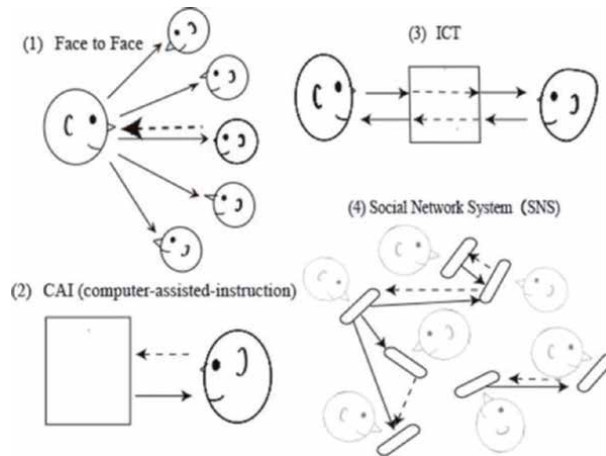 (1) Face to Face
(3) ICT
(4) Social Network System (SNS)
(2) CAI (computer-assisted-instruction)